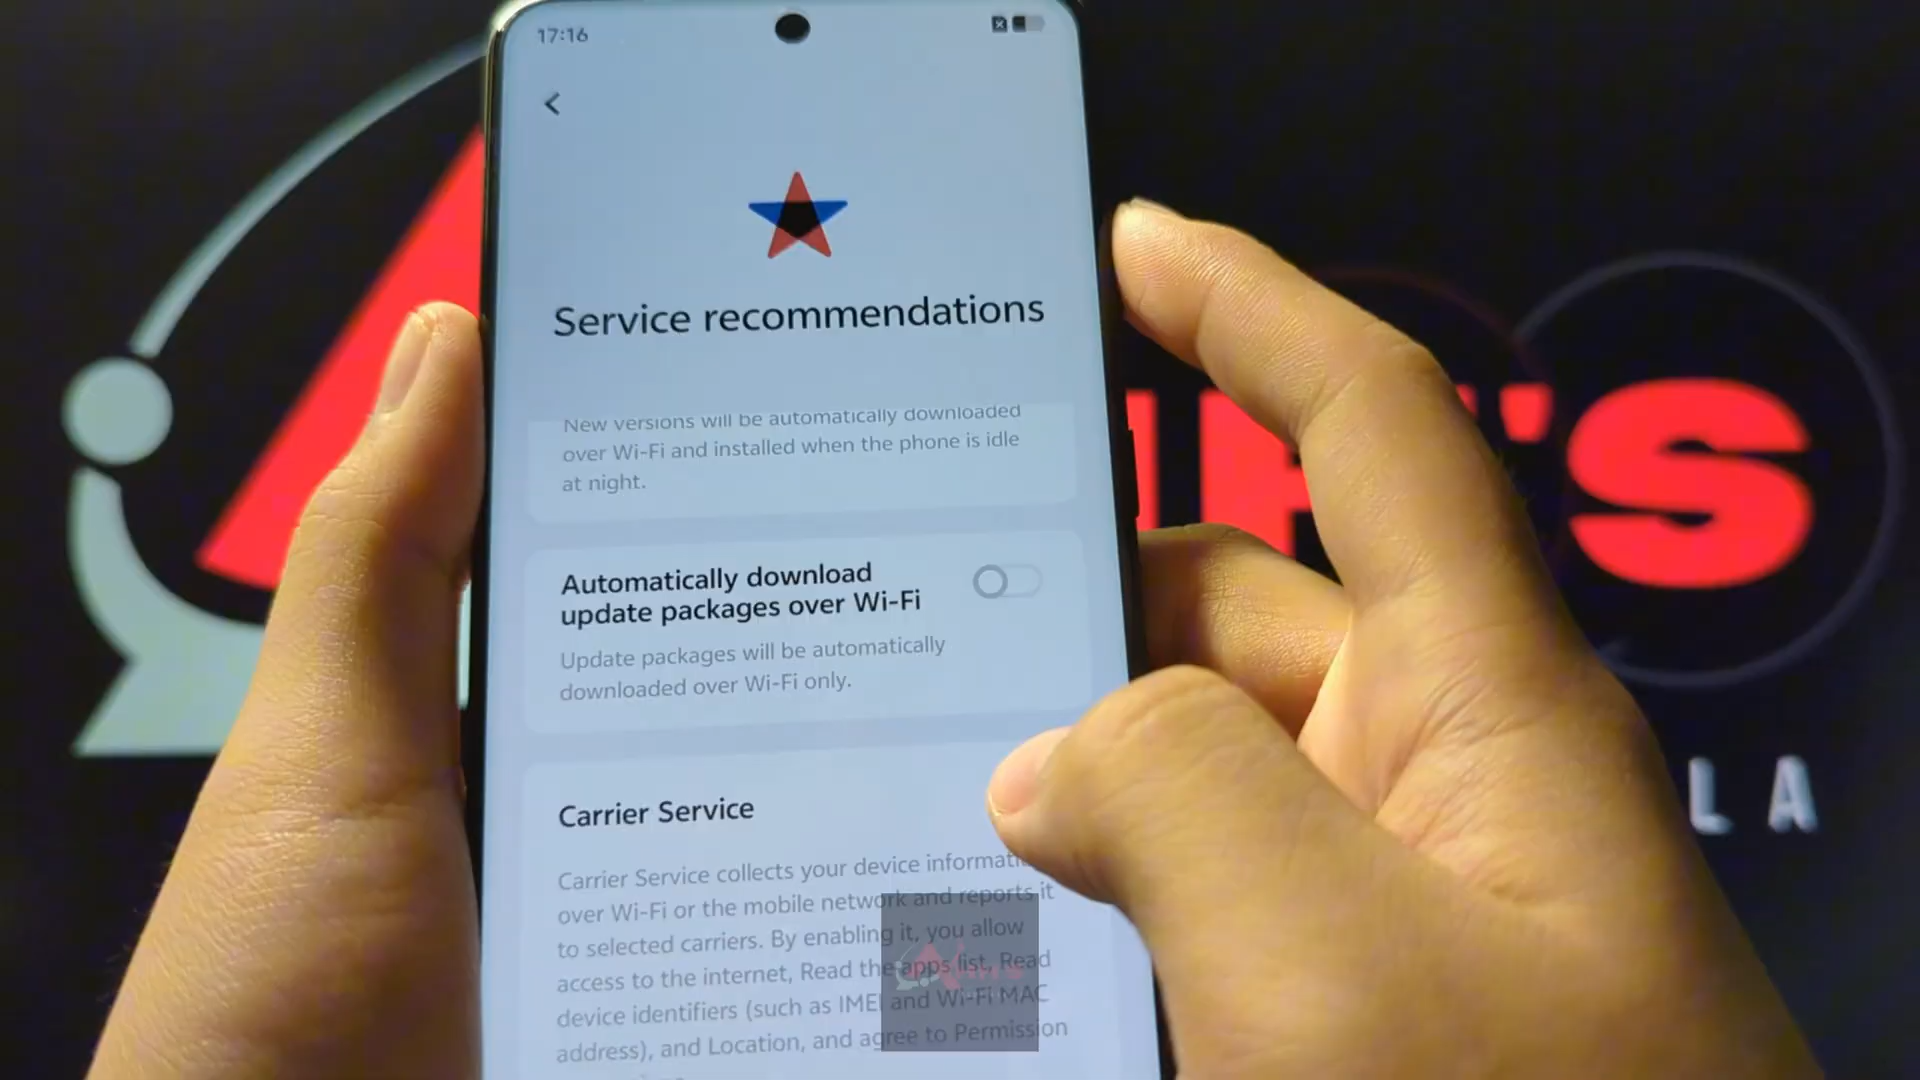 17:16
Service recommendations
New versions will be automatically downloaded
over Wi-Fi and installed when the phone is idle
at night.
Automatically download
update packages over Wi-Fi
Update packages will be automatically
downloaded over Wi-Fi only.
Carrier Service
Carrier Service collects your device
over Wi-Fi or the mobile network and reports it
to selected carriers. By enabling it, you allow
access to the internet, Read the apps list, Read
device identifiers (such as IMEI and Wi-Fi MAC
address), and Location, and agree to Permission
'S
LA